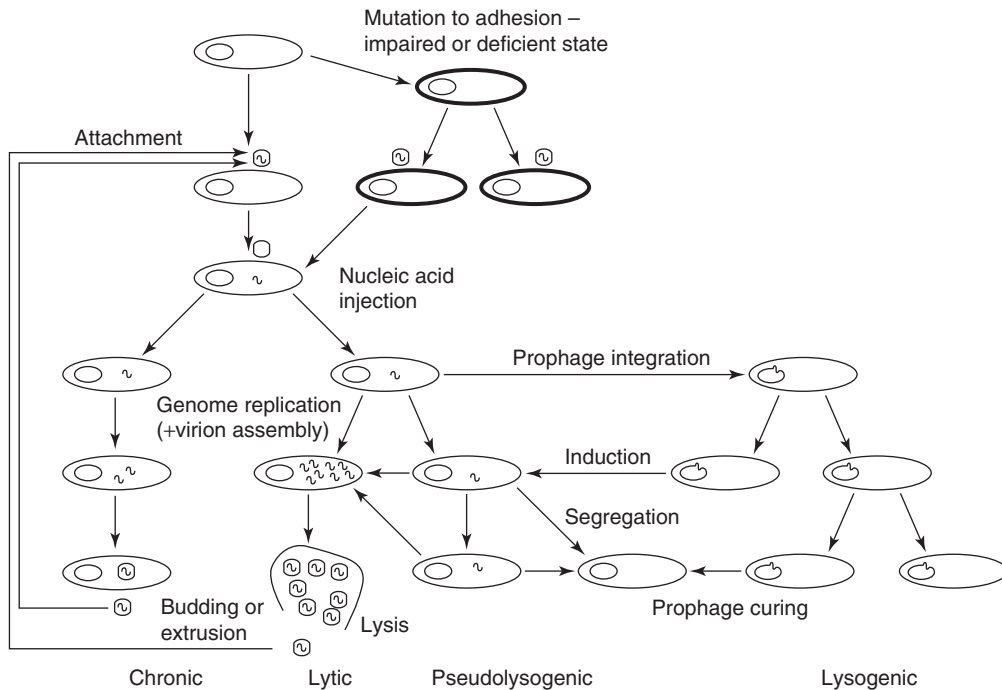 Mutation to adhesion –
impaired or deficient state
Attachment
Nucleic acid
injection
Prophage integration
Genome replication
(+virion assembly)
Induction
Segregation
Prophage curing
Budding or
extrusion
Lysis
Chronic
Lytic
Pseudolysogenic
Lysogenic